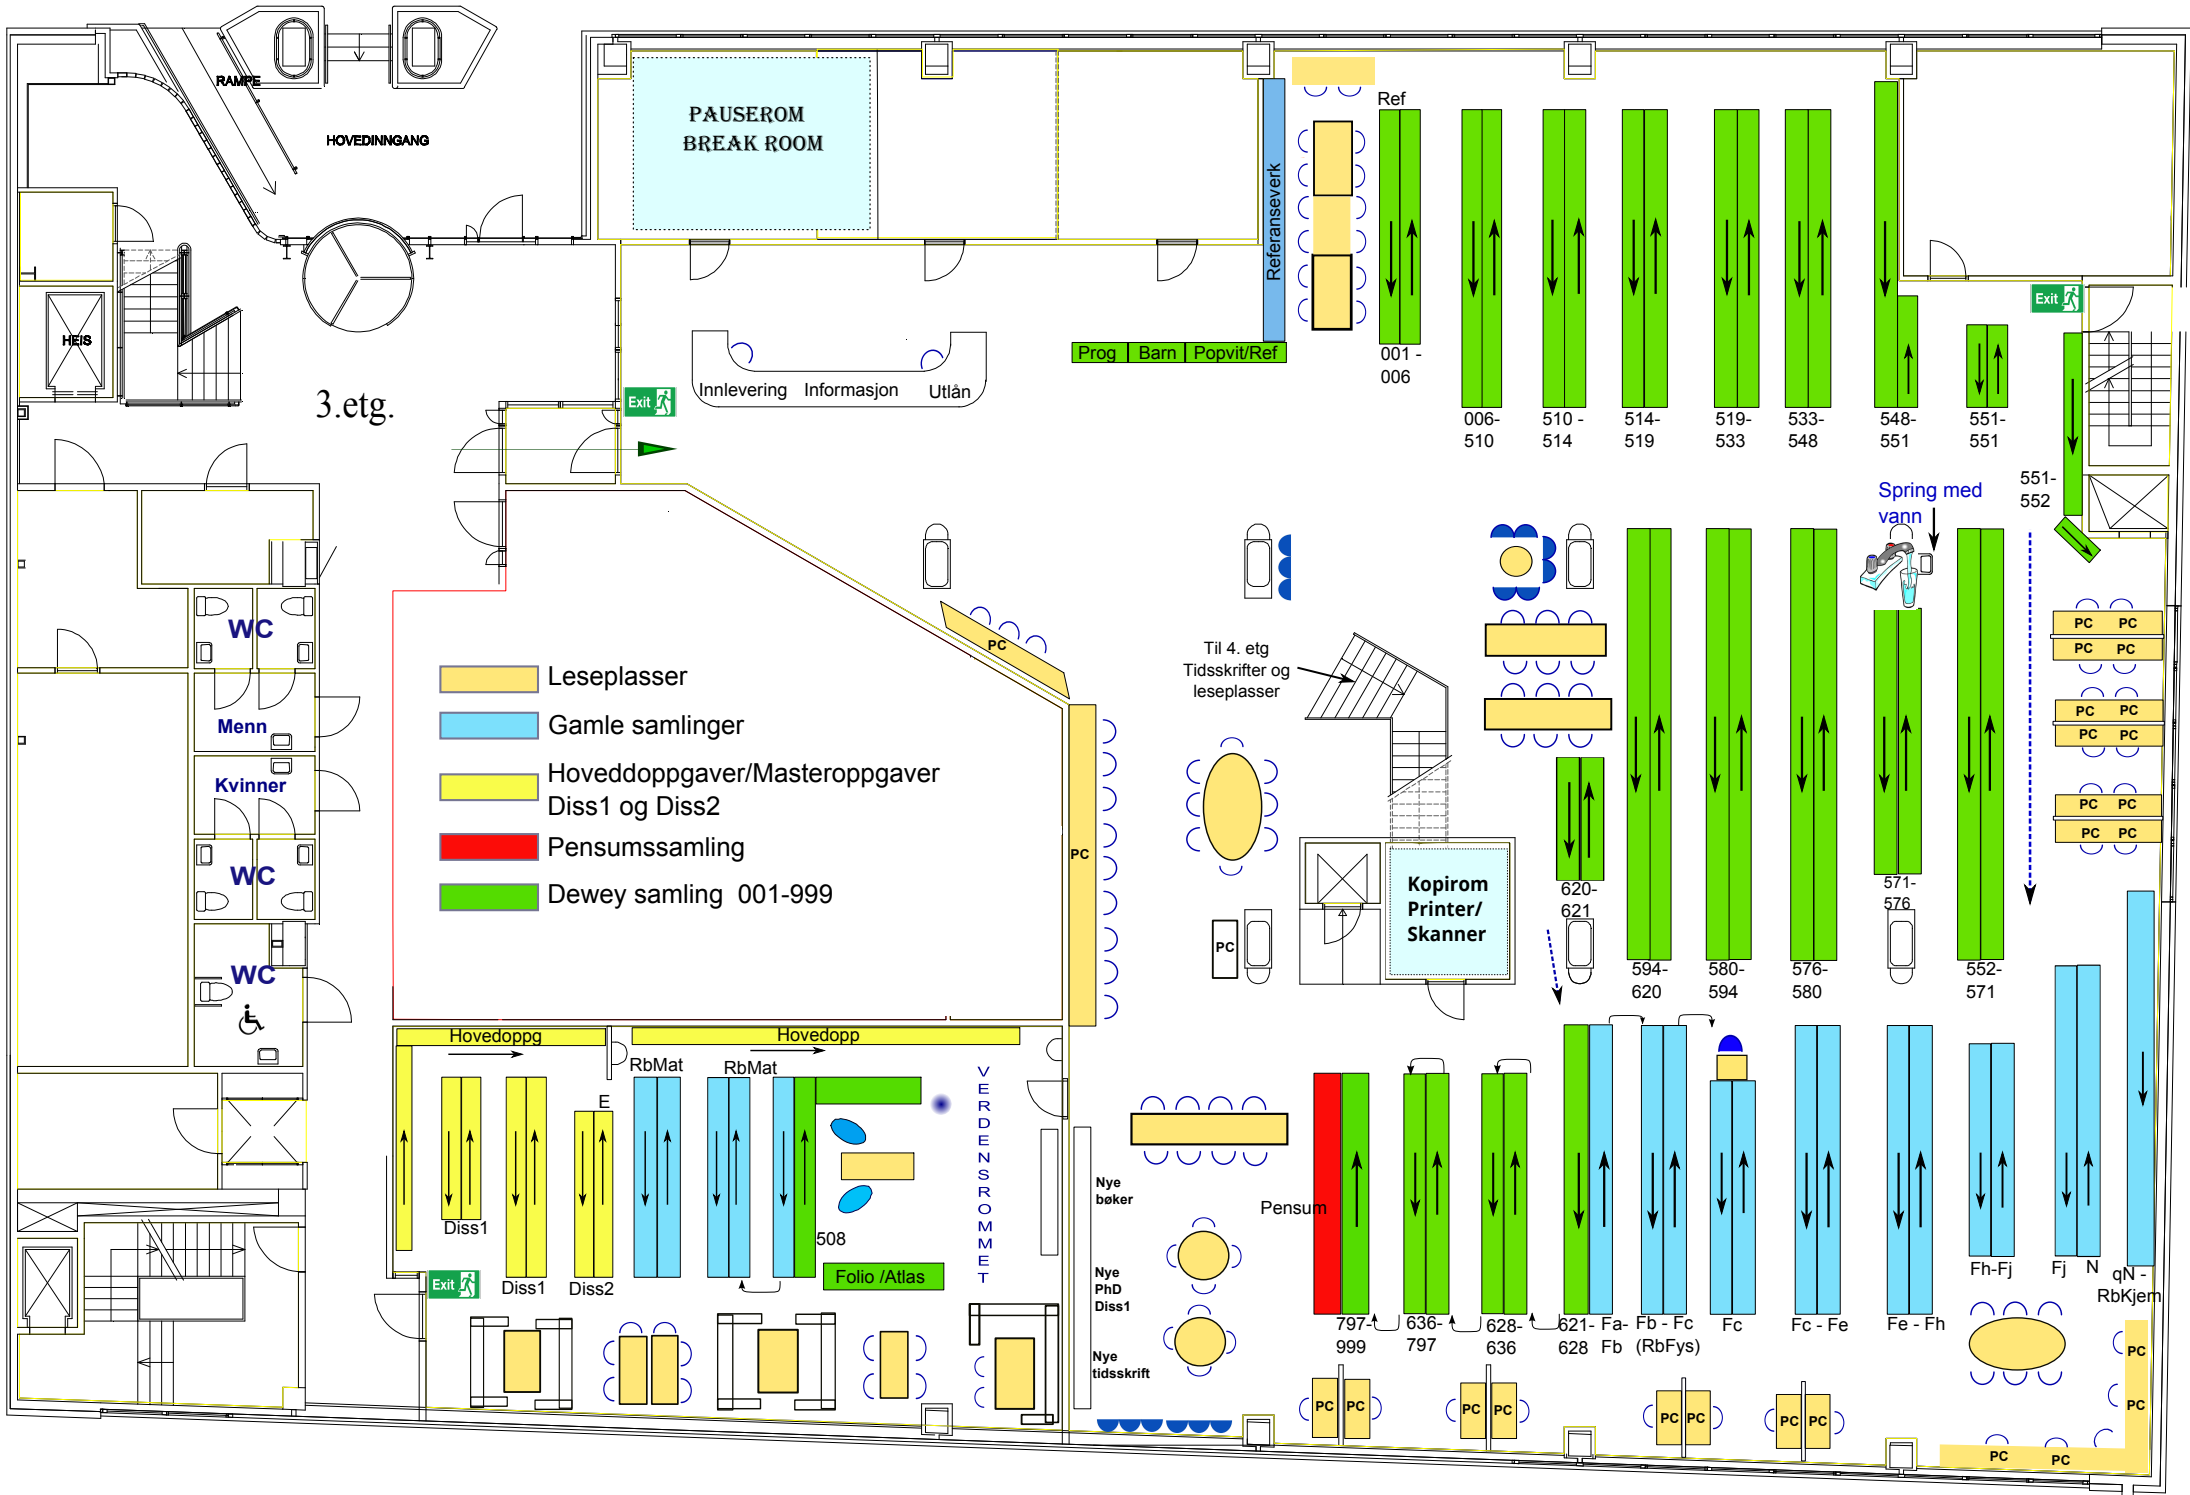 RAMPE
HOVEDINNGANG
HEIS
3.etg.
PAUSEROM
BREAK ROOM
Referanseverk
Ref
Exit
Innlevering Informasjon Utlån
Prog Barn Popvit/Ref
001 -
006
006-
510
510 -
514
514-
519
519-
533
533-
548
548-
551
551-
551
Exit
551-
552
Spring med
vann
WC
Menn
Kvinner
WC
WC
Leseplasser
Gamle samlinger
Hoveddoppgaver/Masteroppgaver
Diss1 og Diss2
Pensumssamling
Dewey samling 001-999
PC
PC
PC
Til 4. etg
Tidsskrifter og
leseplasser
Kopirom
Printer/
Skanner
620-
621
594-
620
580-
594
576-
580
571-
576
552-
571
PC PC
PC PC
PC PC
PC PC
PC PC
PC PC
Hovedoppg
Hovedopp
RbMat
RbMat
E
Diss1
Diss1
Diss2
508
Folio /Atlas
VERDENSROMMET
Exit
Nye
bøker
Nye
PhD
Diss1
Nye
tidsskrift
Pensum
797-
999
636-
797
628-
636
621-
628
Fa-
Fb
Fb - Fc
(RbFys)
Fc
Fc - Fe
Fe - Fh
Fh-Fj
Fj N
qN -
RbKjem
PC PC
PC PC
PC PC
PC PC
PC
PC
PC PC